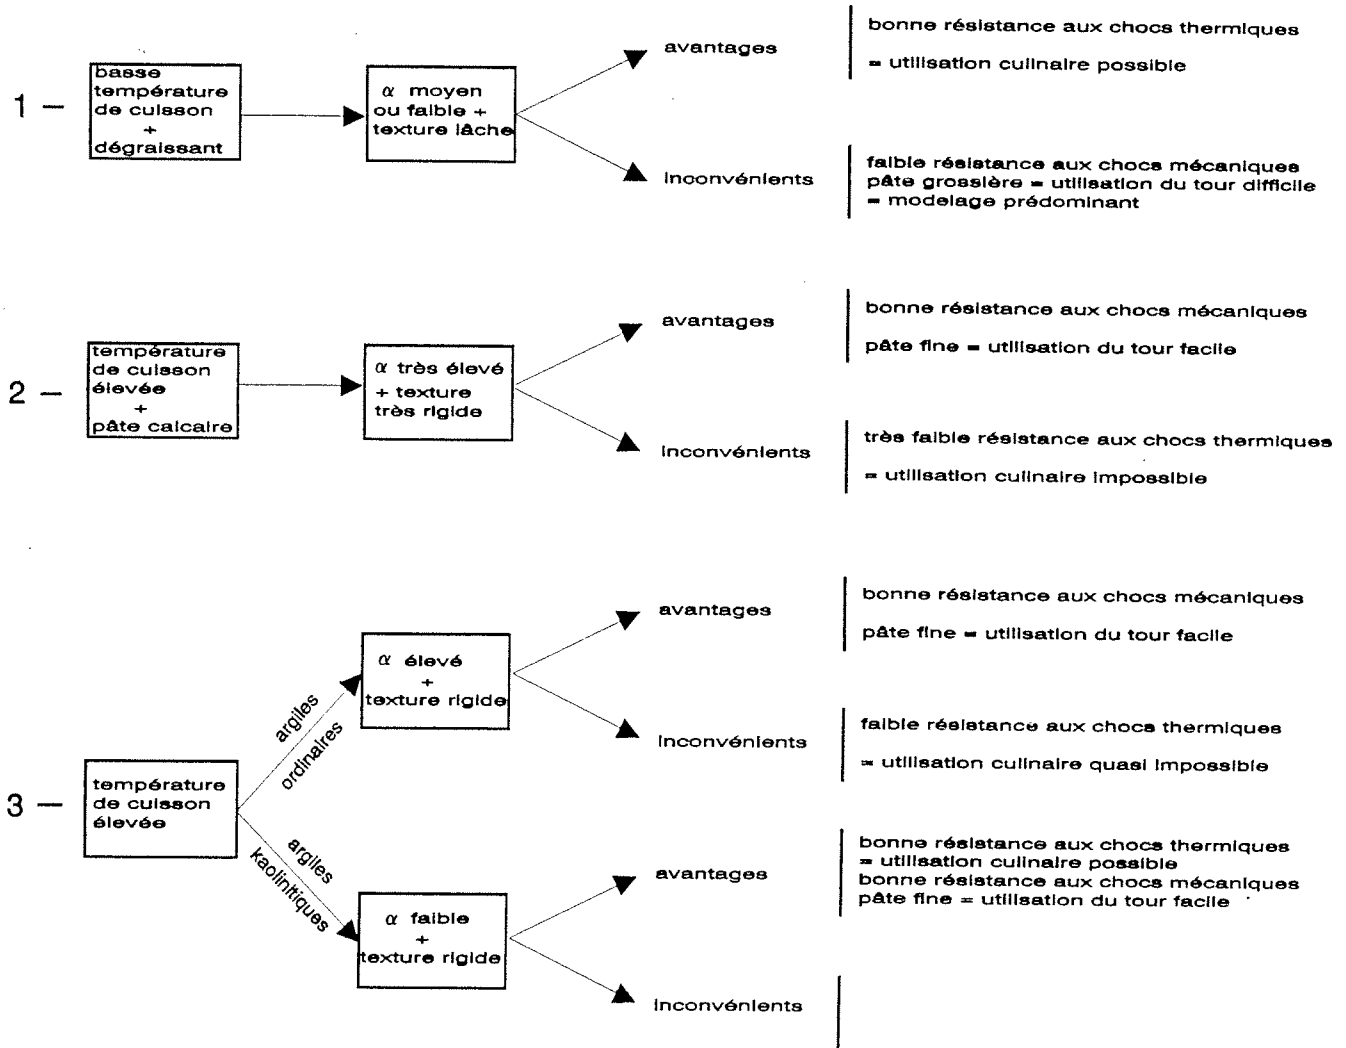 1 -
basse
température
de cuisson
+
dégraissant
α moyen
ou faible +
texture lâche
avantages
bonne résistance aux chocs thermiques
= utilisation culinaire possible
inconvénients
faible résistance aux chocs mécaniques
pâte grossière = utilisation du tour difficile
= modelage prédominant
2 -
température
de cuisson
élevée
+
pâte calcaire
α très élevé
+ texture
très rigide
avantages
bonne résistance aux chocs mécaniques
pâte fine = utilisation du tour facile
inconvénients
très faible résistance aux chocs thermiques
= utilisation culinaire impossible
3 -
température
de cuisson
élevée
argiles
ordinaires
α élevé
+
texture rigide
avantages
bonne résistance aux chocs mécaniques
pâte fine = utilisation du tour facile
inconvénients
faible résistance aux chocs thermiques
= utilisation culinaire quasi impossible
argiles
kaolinitiques
α faible
+
texture rigide
avantages
bonne résistance aux chocs thermiques
= utilisation culinaire possible
bonne résistance aux chocs mécaniques
pâte fine = utilisation du tour facile
inconvénients